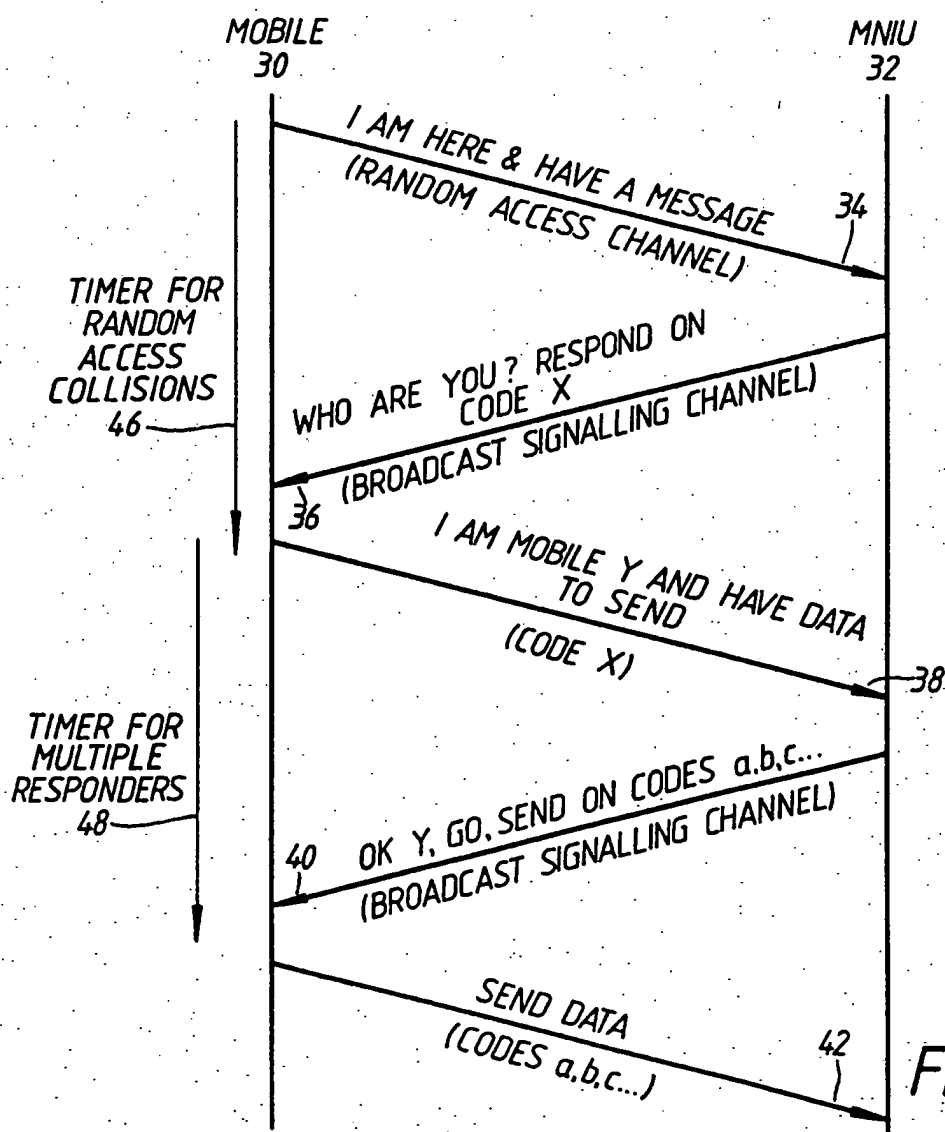 MOBILE
30
MNIU
32
I AM HERE & HAVE A MESSAGE
(RANDOM ACCESS CHANNEL)
34
TIMER FOR
RANDOM
ACCESS
COLLISIONS
46
WHO ARE YOU? RESPOND ON
CODE X
(BROADCAST SIGNALLING CHANNEL)
36
I AM MOBILE Y AND HAVE DATA
TO SEND
(CODE X)
38
TIMER FOR
MULTIPLE
RESPONDERS
48
OK Y, GO, SEND ON CODES a,b,c...
(BROADCAST SIGNALLING CHANNEL)
40
SEND DATA
(CODES a,b,c...)
42